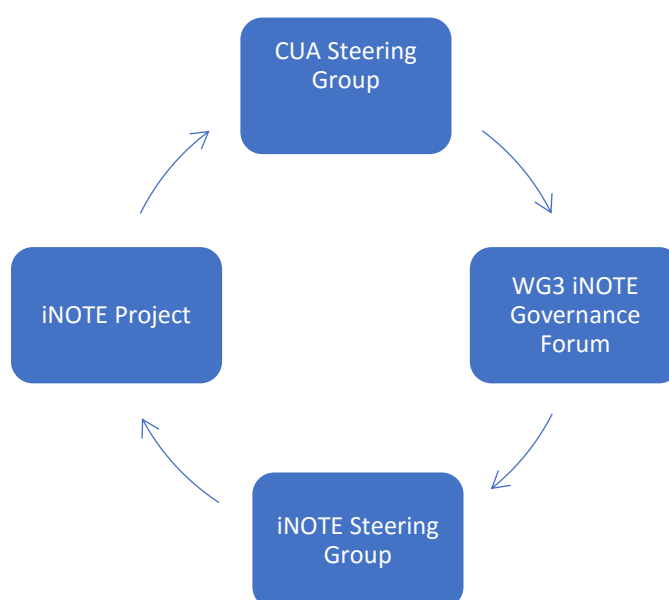 CUA Steering
Group
iNOTE Project
WG3 iNOTE
Governance
Forum
iNOTE Steering
Group